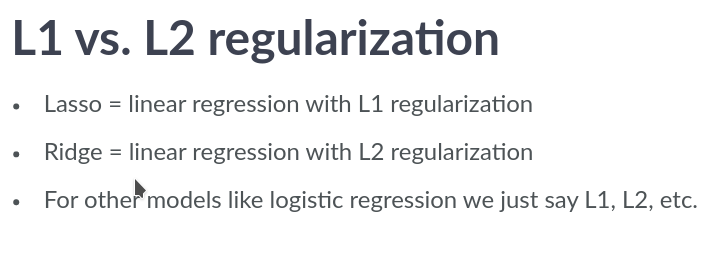 L1 vs. L2 regularization
• Lasso = linear regression with L1 regularization
• Ridge = linear regression with L2 regularization
• For other models like logistic regression we just say L1, L2, etc.